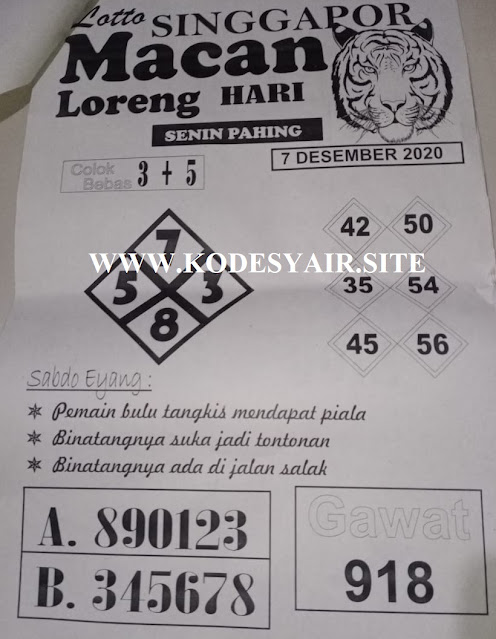 Lotto SINGGAPOR
Macan
Loreng HARI
SENIN PAHING
7 DESEMBER 2020
Colok Bebas 3 + 5
7
5 3
8
42 50
35 54
45 56
WWW.KODESYAIR.SITE
Sabdo Eyang :
✵ Pemain bulu tangkis mendapat piala
✵ Binatangnya suka jadi tontonan
✵ Binatangnya ada di jalan salak
A. 890123
B. 345678
Gawat
918